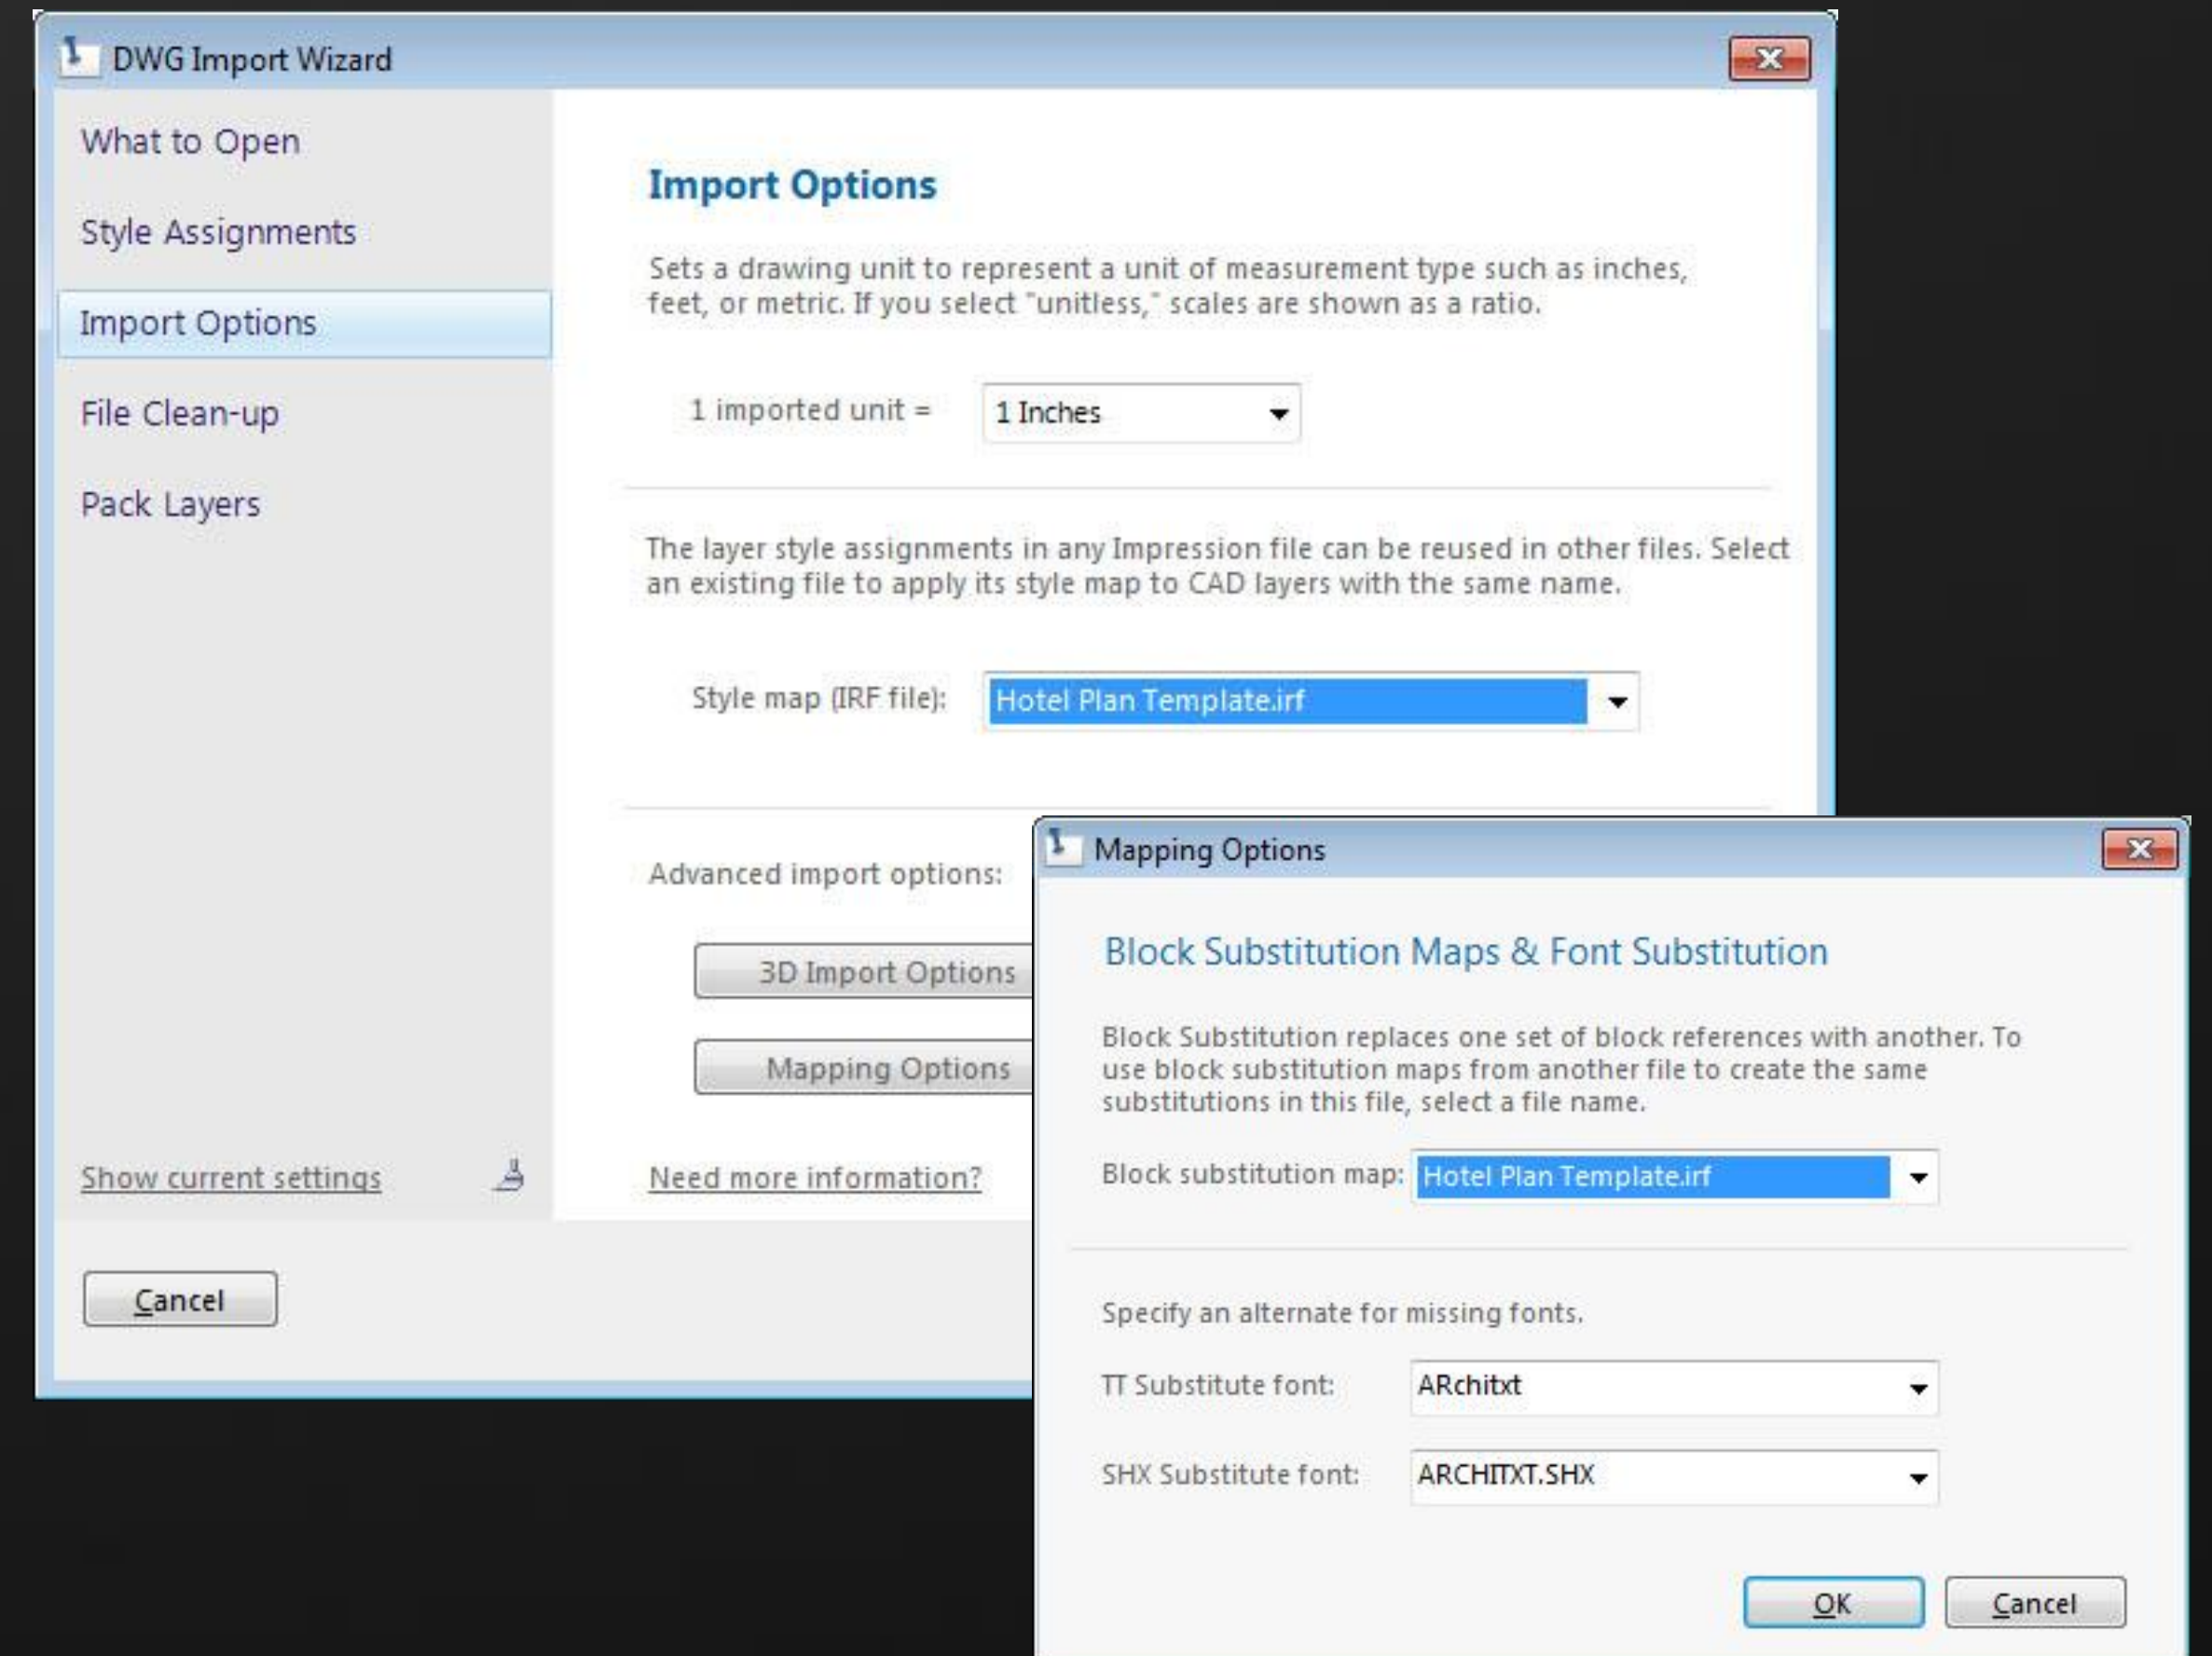 DWG Import Wizard
What to Open
Style Assignments
Import Options
File Clean-up
Pack Layers
Show current settings
Cancel
Import Options
Sets a drawing unit to represent a unit of measurement type such as inches,
feet, or metric. If you select "unitless," scales are shown as a ratio.
1 imported unit = 1 Inches
The layer style assignments in any Impression file can be reused in other files. Select
an existing file to apply its style map to CAD layers with the same name.
Style map (IRF file): Hotel Plan Template.irf
Advanced import options:
3D Import Options
Mapping Options
Need more information?
Mapping Options
Block Substitution Maps & Font Substitution
Block Substitution replaces one set of block references with another. To
use block substitution maps from another file to create the same
substitutions in this file, select a file name.
Block substitution map: Hotel Plan Template.irf
Specify an alternate for missing fonts.
TT Substitute font: ARchitxt
SHX Substitute font: ARCHITXT.SHX
OK Cancel